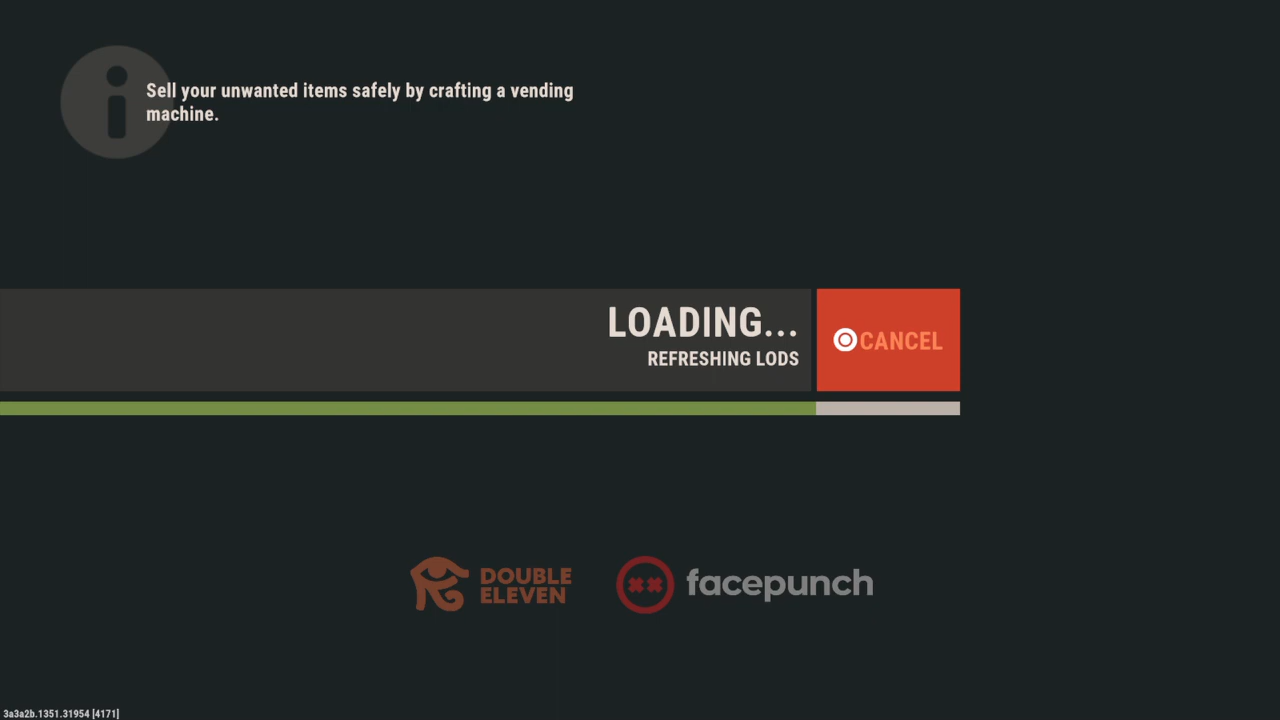 Sell your unwanted items safely by crafting a vending
machine.
LOADING...
REFRESHING LODS
CANCEL
DOUBLE
ELEVEN
facepunch
3a3a2b.1351.31954 [4171]